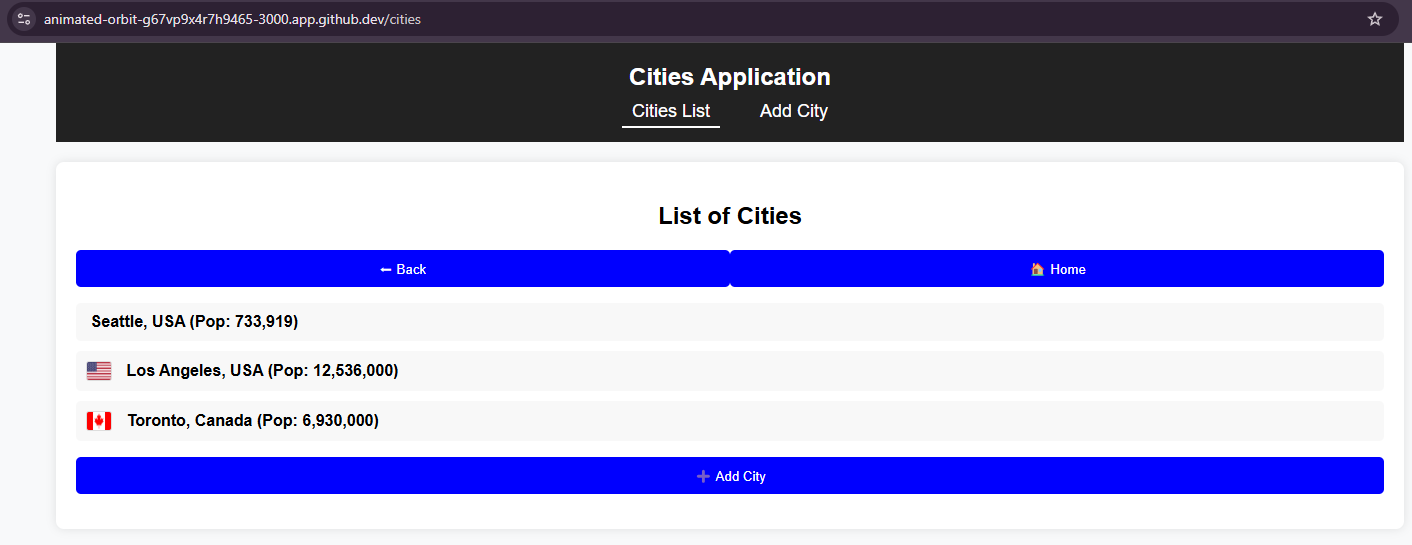 animated-orbit-g67vp9x4r7h9465-3000.app.github.dev/cities
Cities Application
Cities List Add City
List of Cities
← Back 🏠 Home
Seattle, USA (Pop: 733,919)
Los Angeles, USA (Pop: 12,536,000)
Toronto, Canada (Pop: 6,930,000)
➕ Add City